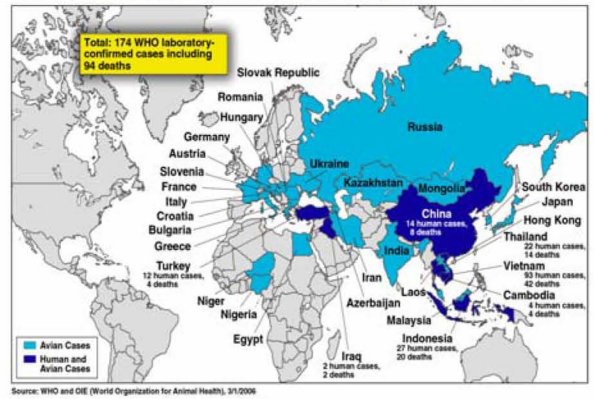 Total: 174 WHO laboratory-
confirmed cases including
94 deaths
Slovak Republic
Romania
Hungary
Germany
Austria
Slovenia
France
Italy
Croatia
Bulgaria
Greece
Turkey
12 human cases,
4 deaths
Niger
Nigeria
Egypt
Ukraine
Russia
Kazakhstan
Mongolia
China
14 human cases,
8 deaths
India
Iran
Azerbaijan
Iraq
2 human cases,
2 deaths
South Korea
Japan
Hong Kong
Thailand
22 human cases,
14 deaths
Vietnam
93 human cases,
42 deaths
Laos
Cambodia
4 human cases,
4 deaths
Malaysia
Indonesia
27 human cases,
20 deaths
Avian Cases
Human and
Avian Cases
Source: WHO and OIE (World Organization for Animal Health), 3/1/2006